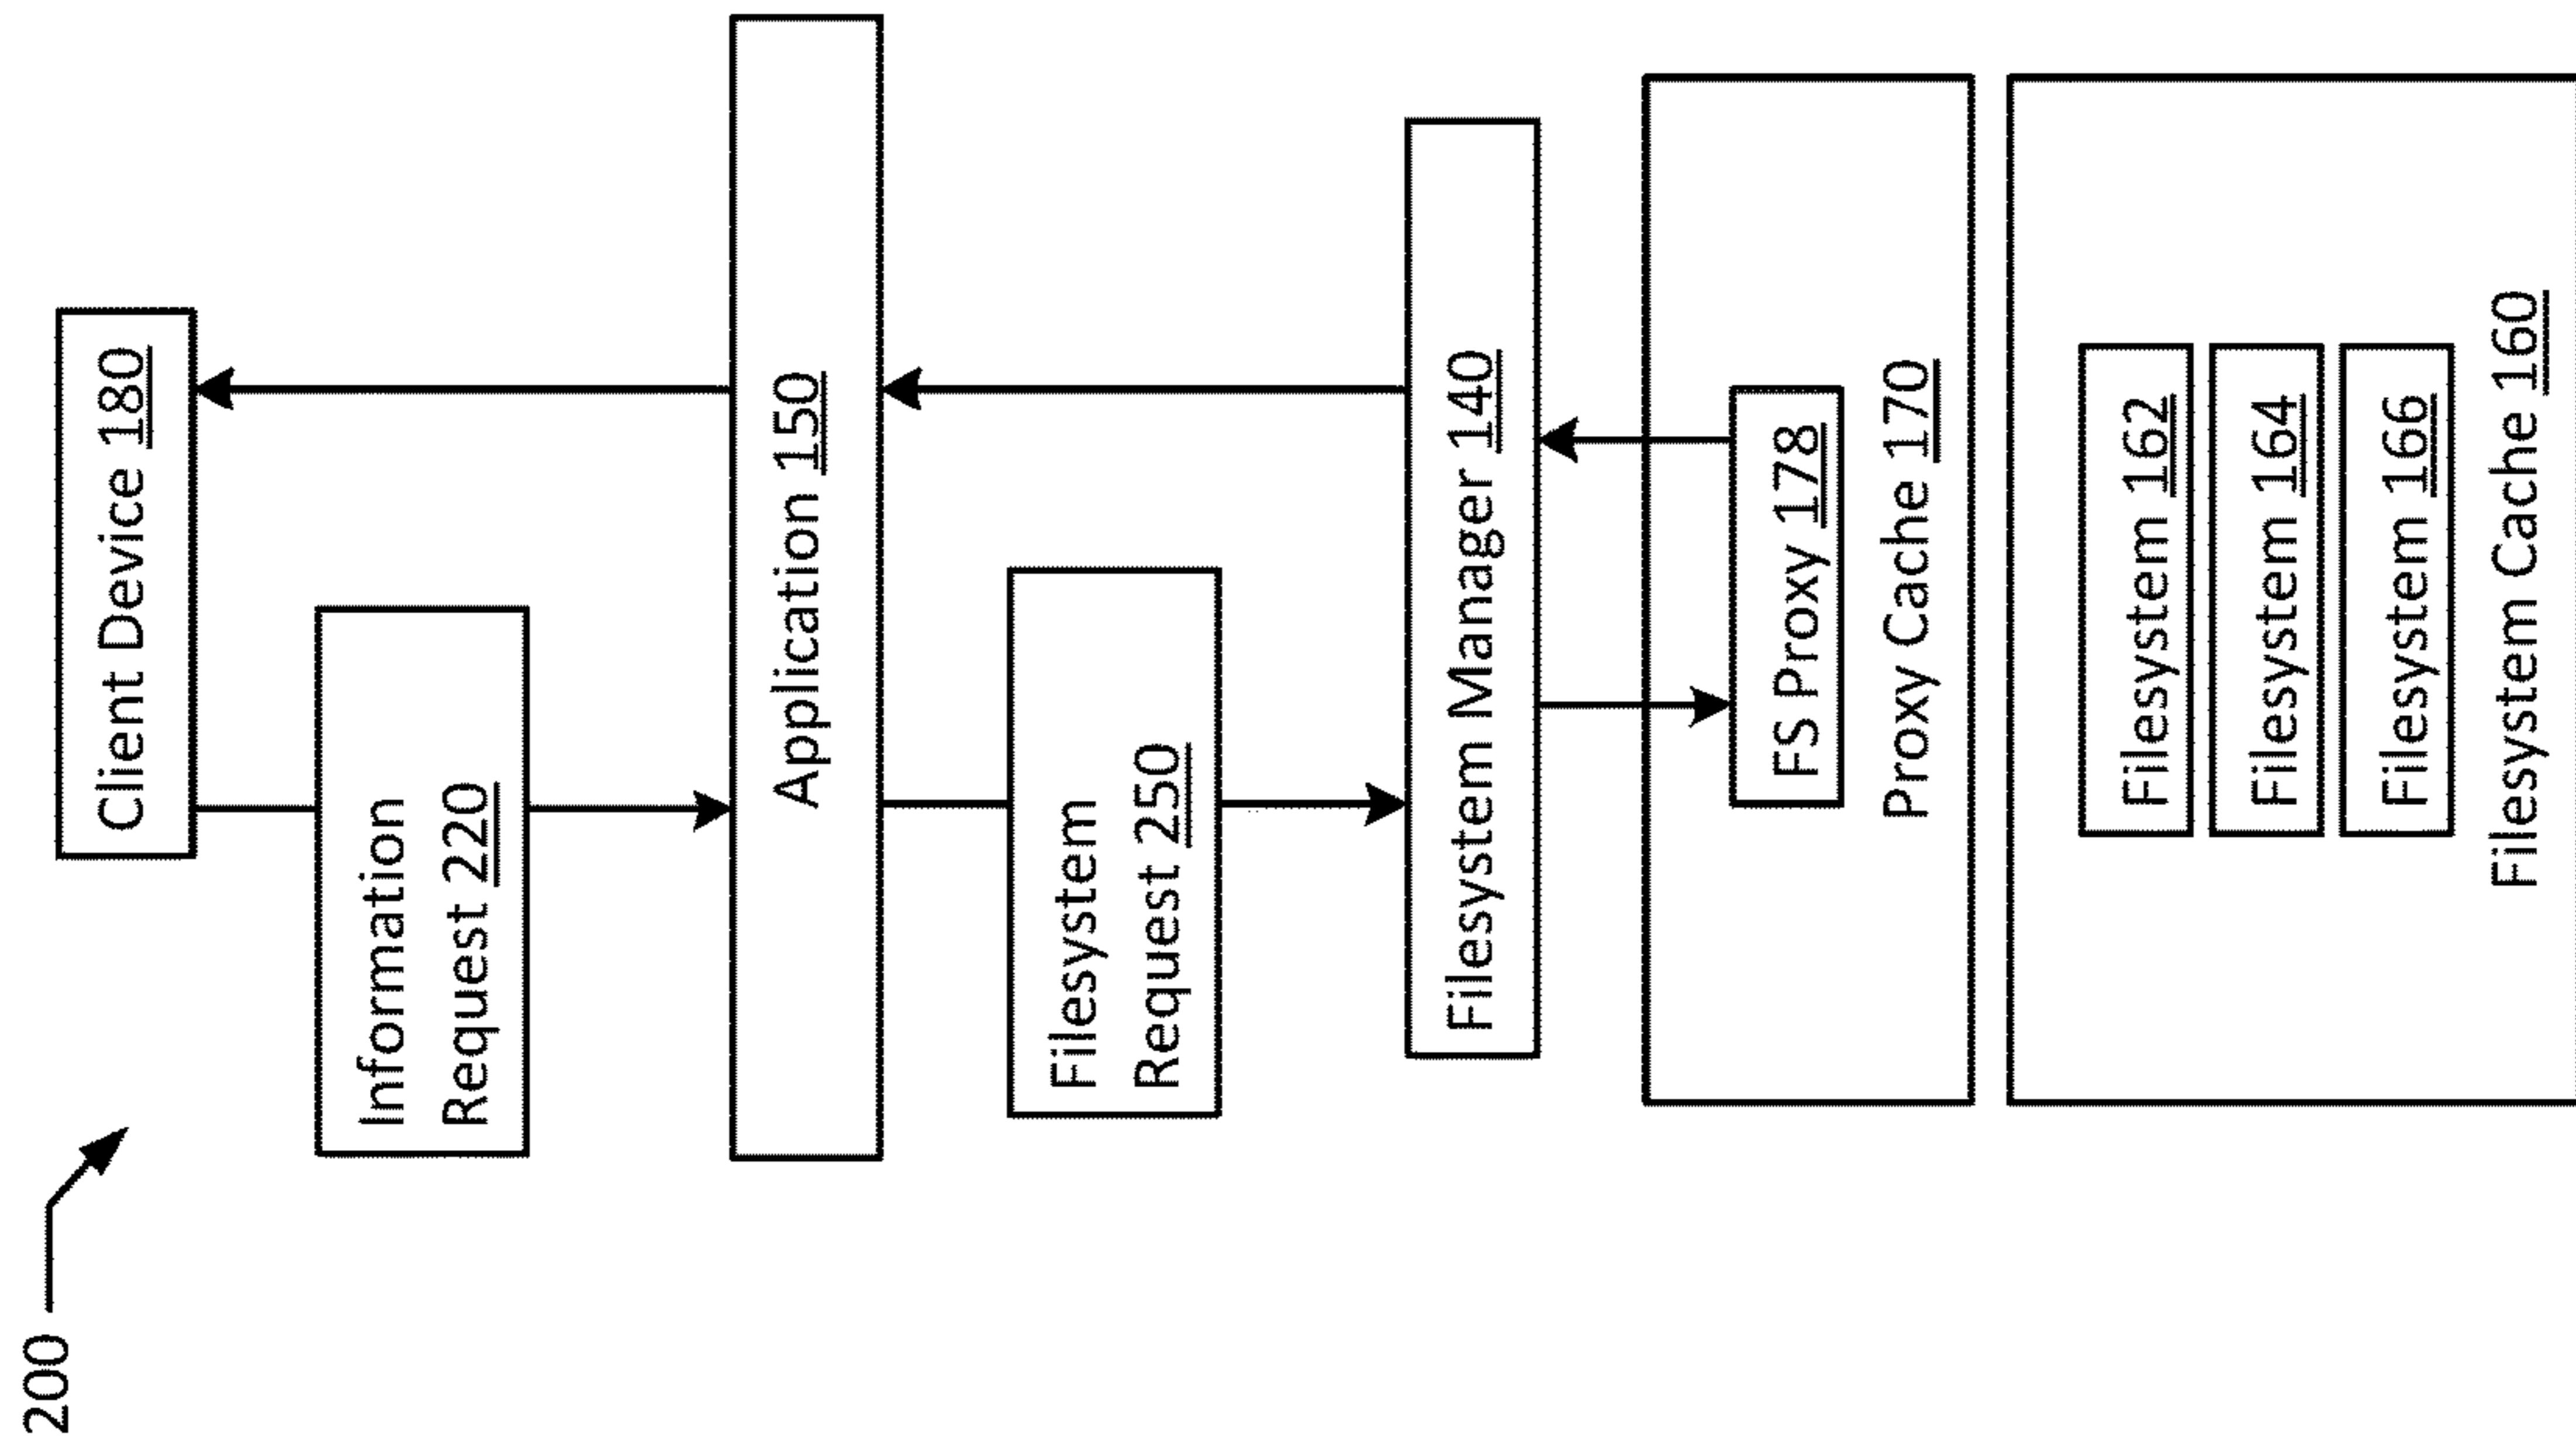 200
Client Device 180
Information
Request 220
Application 150
Filesystem
Request 250
Filesystem Manager 140
FS Proxy 178
Proxy Cache 170
Filesystem 162
Filesystem 164
Filesystem 166
Filesystem Cache 160